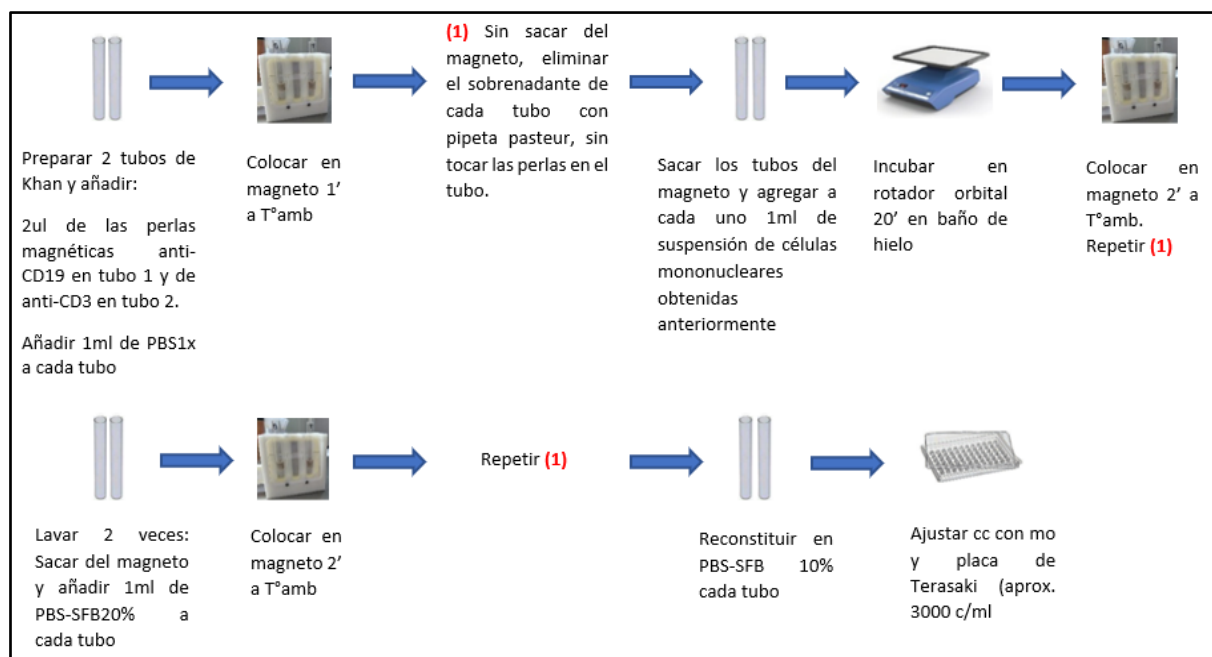 Preparar 2 tubos de
Khan y añadir:
2ul de las perlas
magnéticas anti-
CD19 en tubo 1 y de
anti-CD3 en tubo 2.
Añadir 1ml de PBS1x
a cada tubo
Colocar en
magneto 1’
a T°amb
(1) Sin sacar del
magneto, eliminar
el sobrenadante de
cada tubo con
pipeta pasteur, sin
tocar las perlas en el
tubo.
Sacar los tubos del
magneto y agregar a
cada uno 1ml de
suspensión de células
mononucleares
obtenidas
anteriormente
Incubar en
rotador orbital
20’ en baño de
hielo
Colocar en
magneto 2’ a
T°amb.
Repetir (1)
Lavar 2 veces:
Sacar del magneto
y añadir 1ml de
PBS-SFB20% a
cada tubo
Colocar en
magneto 2’
a T°amb
Repetir (1)
Reconstituir en
PBS-SFB 10%
cada tubo
Ajustar cc con mo
y placa de
Terasaki (aprox.
3000 c/ml